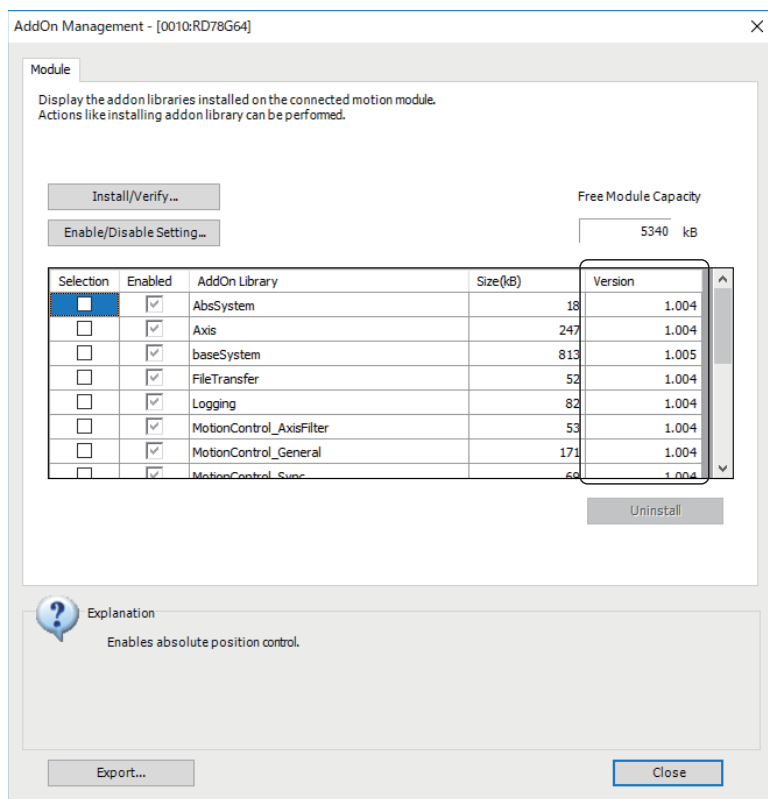 AddOn Management - [0010:RD78G64]
Module
Display the addon libraries installed on the connected motion module.
Actions like installing addon library can be performed.
Install/Verify...
Free Module Capacity
Enable/Disable Setting...
5340 kB
Selection Enabled AddOn Library Size(kB) Version
AbsSystem 18 1.004
Axis 247 1.004
baseSystem 813 1.005
FileTransfer 52 1.004
Logging 82 1.004
MotionControl_AxisFilter 53 1.004
MotionControl_General 171 1.004
MotionControl_Sync 69 1.004
Uninstall
Explanation
Enables absolute position control.
Export...
Close